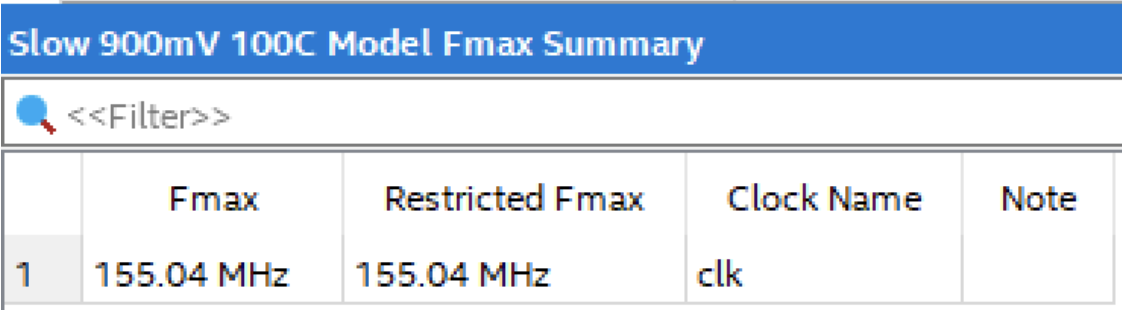 Slow 900mV 100C Model Fmax Summary
<<Filter>>
Fmax Restricted Fmax Clock Name Note
1 155.04 MHz 155.04 MHz clk